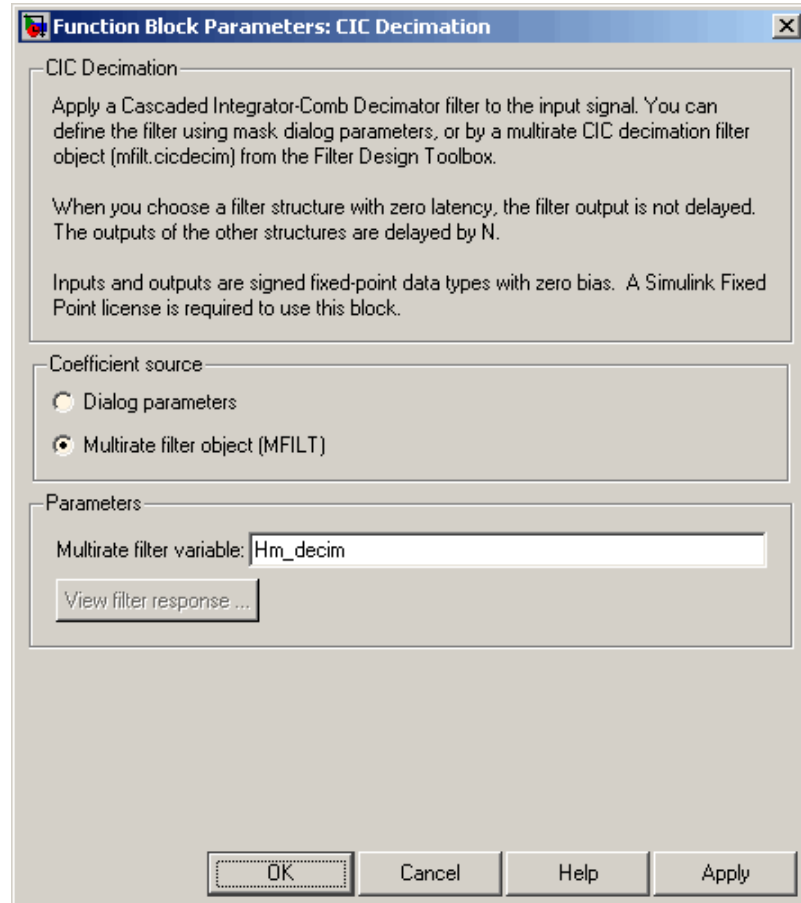 Function Block Parameters: CIC Decimation
CIC Decimation
Apply a Cascaded Integrator-Comb Decimator filter to the input signal. You can
define the filter using mask dialog parameters, or by a multirate CIC decimation filter
object (mfilt.cicdecim) from the Filter Design Toolbox.
When you choose a filter structure with zero latency, the filter output is not delayed.
The outputs of the other structures are delayed by N.
Inputs and outputs are signed fixed-point data types with zero bias. A Simulink Fixed
Point license is required to use this block.
Coefficient source
Dialog parameters
Multirate filter object (MFILT)
Parameters
Multirate filter variable: Hm_decim
View filter response ...
OK Cancel Help Apply